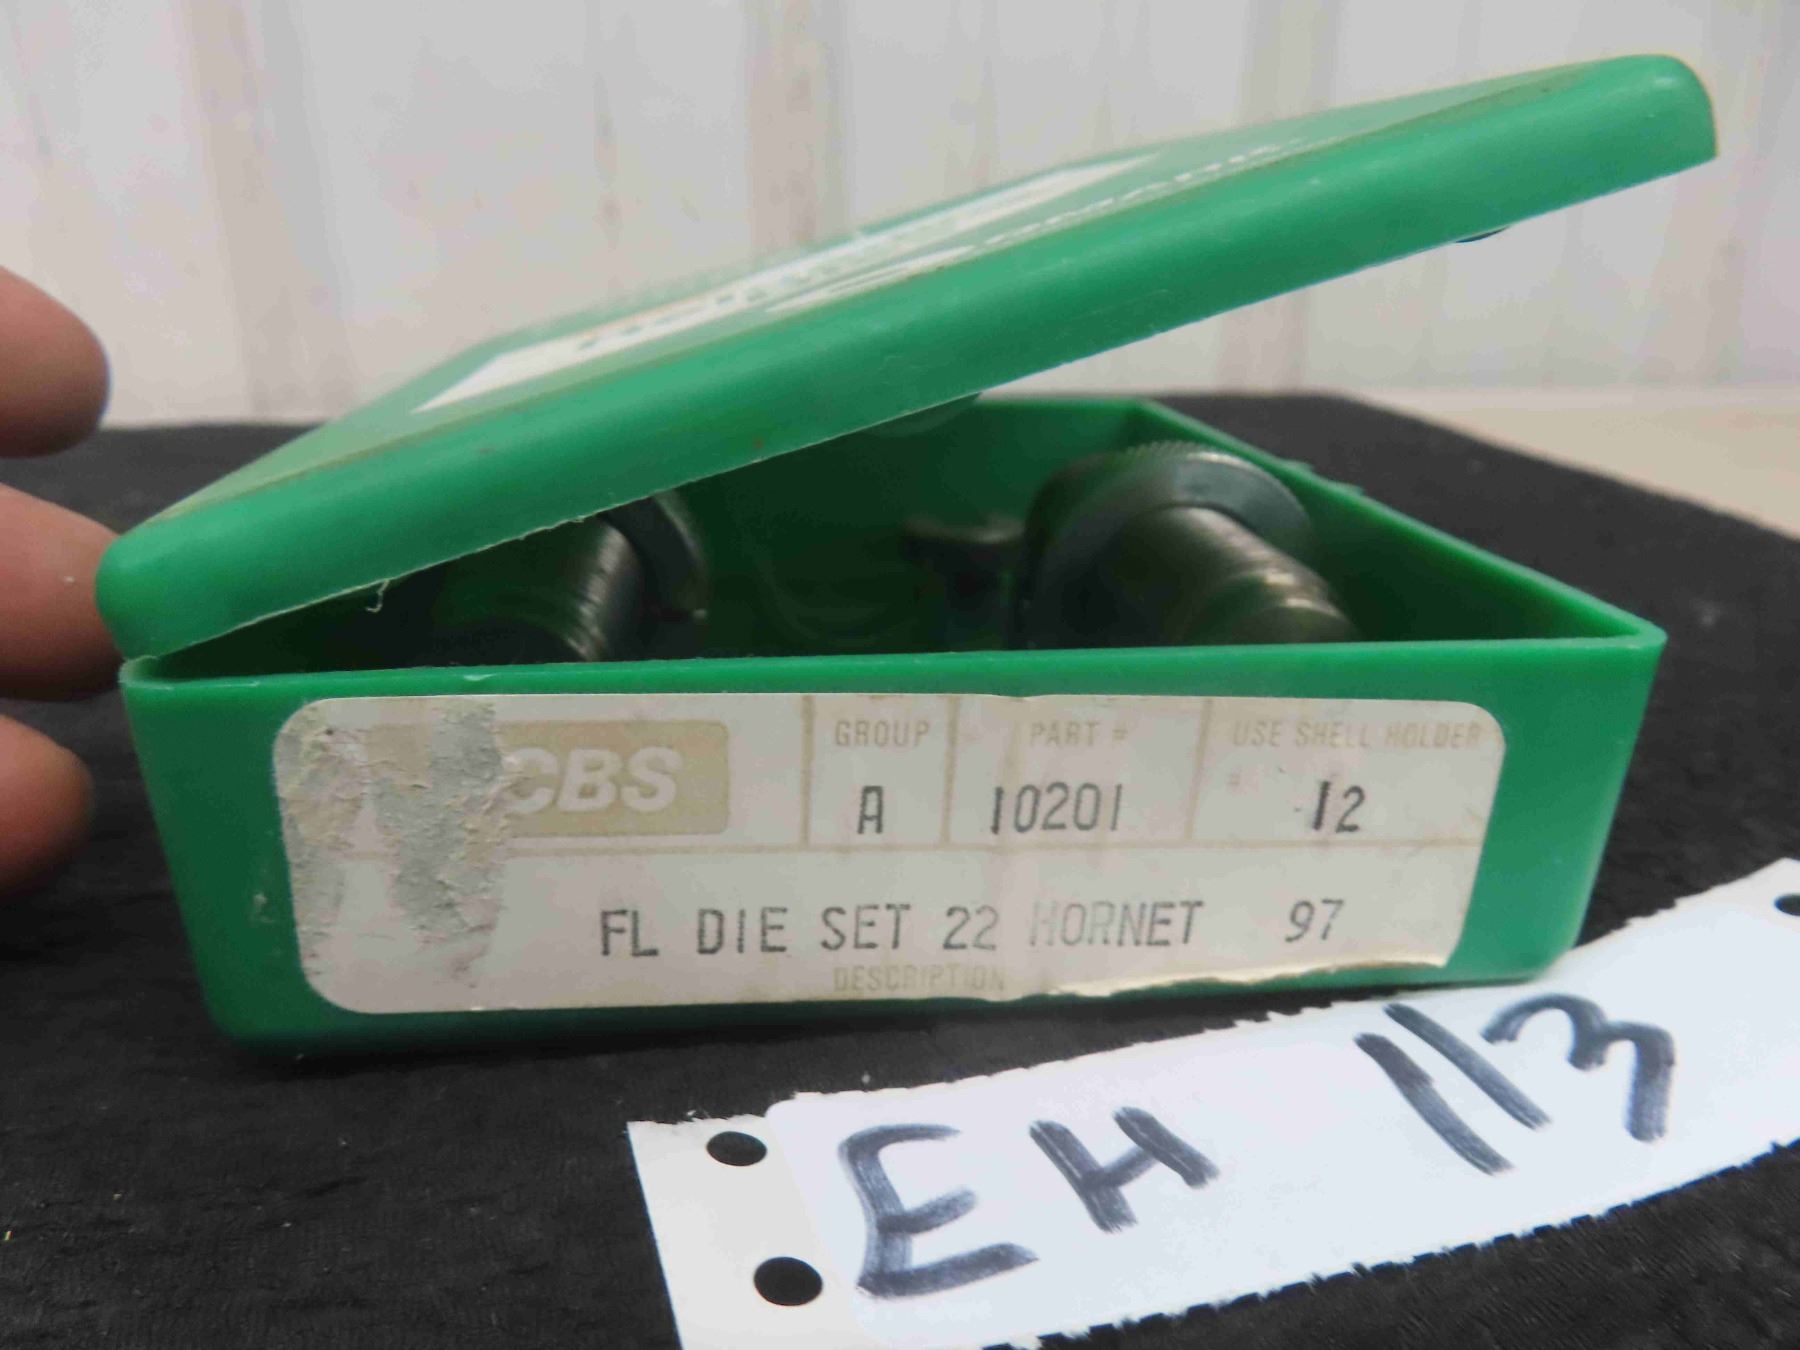 CBS
GROUP PART # USE SHELL HOLDER
A 10201 12
FL DIE SET 22 HORNET 97
DESCRIPTION
EH 113